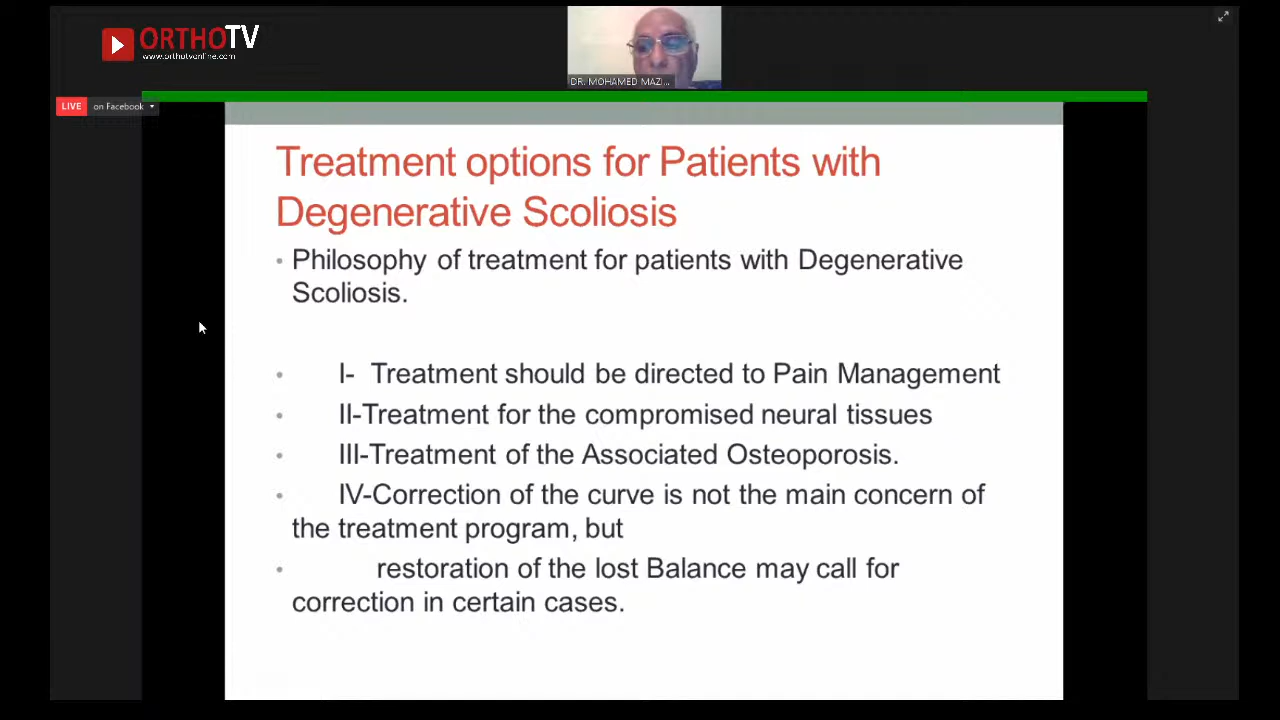 ORTHOTV
www.orthotvonline.com
DR. MOHAMED MAZI...
LIVE on Facebook
Treatment options for Patients with
Degenerative Scoliosis
• Philosophy of treatment for patients with Degenerative
Scoliosis.
• I- Treatment should be directed to Pain Management
• II-Treatment for the compromised neural tissues
• III-Treatment of the Associated Osteoporosis.
• IV-Correction of the curve is not the main concern of
the treatment program, but
• restoration of the lost Balance may call for
correction in certain cases.